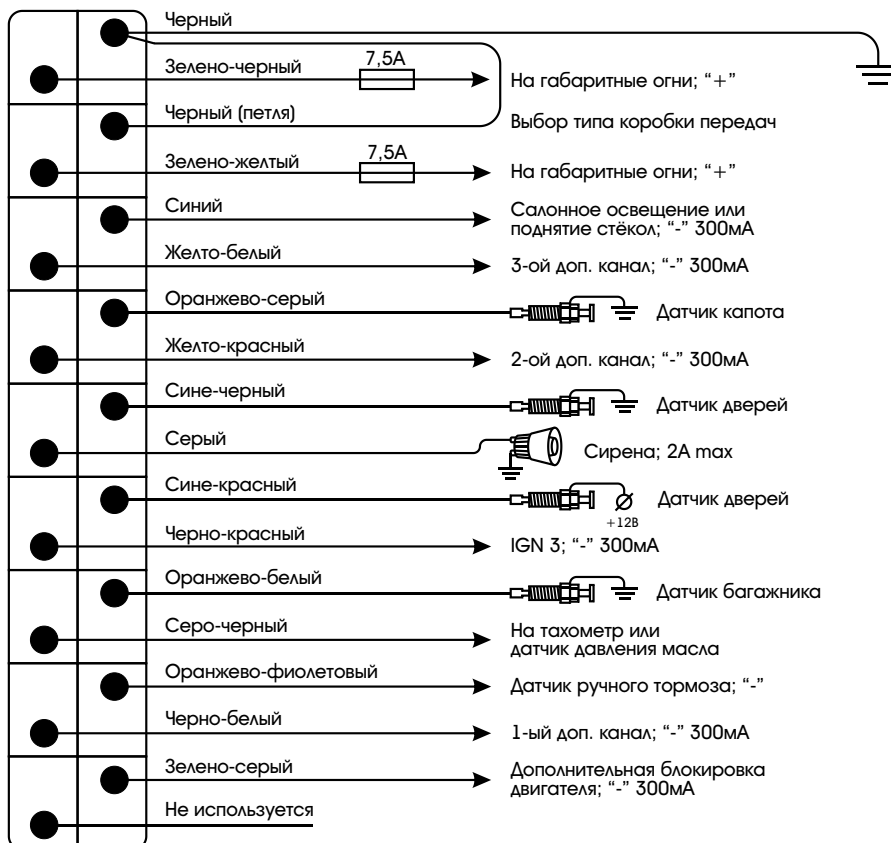 Черный
Зелено-черный
7,5А
На габаритные огни; “+”
Черный (петля)
Выбор типа коробки передач
Зелено-желтый
7,5А
На габаритные огни; “+”
Синий
Салонное освещение или
поднятие стёкол; “-” 300мА
Желто-белый
3-ой доп. канал; “-” 300мА
Оранжево-серый
Датчик капота
Желто-красный
2-ой доп. канал; “-” 300мА
Сине-черный
Датчик дверей
Серый
Сирена; 2А max
Сине-красный
Датчик дверей
+12В
Черно-красный
IGN 3; “-” 300мА
Оранжево-белый
Датчик багажника
Серо-черный
На тахометр или
датчик давления масла
Оранжево-фиолетовый
Датчик ручного тормоза; “-”
Черно-белый
1-ый доп. канал; “-” 300мА
Зелено-серый
Дополнительная блокировка
двигателя; “-” 300мА
Не используется